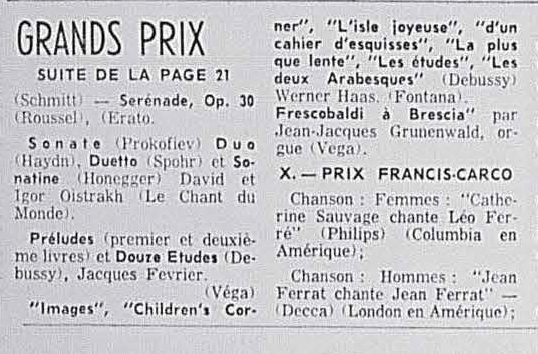 GRANDS PRIX
SUITE DE LA PAGE 21
(Schmitt) — Serénade, Op. 30
(Roussel), (Erato.
Sonate (Prokofiev) Duo
(Haydn), Duetto (Spohr) et So-
natine (Honegger) David et
Igor Oistrakh (Le Chant du
Monde).
Préludes (premier et deuxiè-
me livres) et Douze Etudes (De-
bussy), Jacques Fevrier.
(Véga)
"Images", "Children's Cor-
ner", "L'isle joyeuse", "d'un
cahier d'esquisses", "La plus
que lente", "Les études", "Les
deux Arabesques" (Debussy)
Werner Haas. (Fontana).
Frescobaldi à Brescia" par
Jean-Jacques Grunenwald, or-
gue (Vega).
X. — PRIX FRANCIS-CARCO
Chanson : Femmes : "Cathe-
rine Sauvage chante Léo Fer-
ré" (Philips) (Columbia en
Amérique) ;
Chanson : Hommes : "Jean
Ferrat chante Jean Ferrat" —
(Decca) (London en Amérique) ;